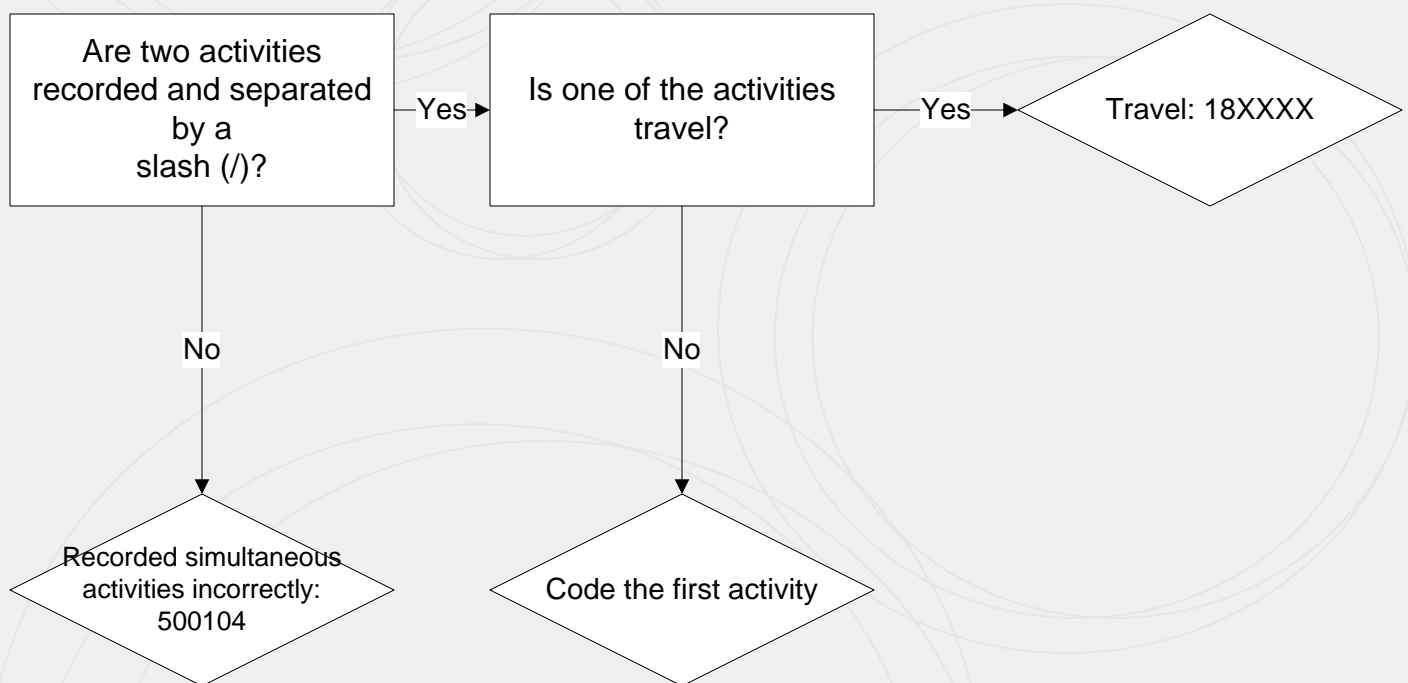 Are two activities
recorded and separated
by a
slash (/)?
Yes
Is one of the activities
travel?
Yes
Travel: 18XXXX
No
No
Recorded simultaneous
activities incorrectly:
500104
Code the first activity